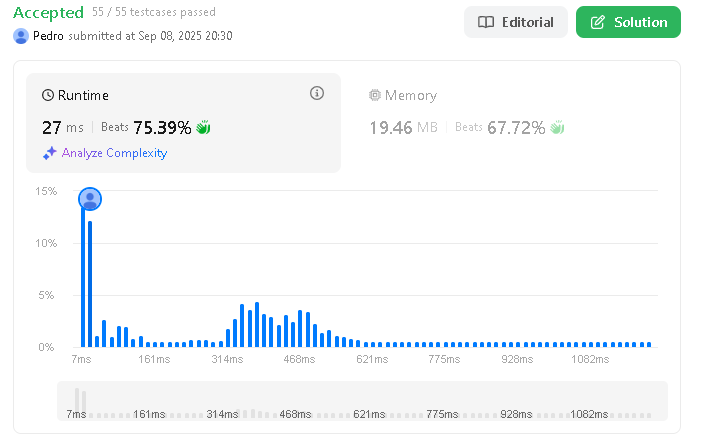 Accepted 55 / 55 testcases passed
Pedro submitted at Sep 08, 2025 20:30
Editorial
Solution
Runtime
27 ms | Beats 75.39%
Analyze Complexity
Memory
19.46 MB | Beats 67.72%
15%
10%
5%
0%
7ms 161ms 314ms 468ms 621ms 775ms 928ms 1082ms
7ms 161ms 314ms 468ms 621ms 775ms 928ms 1082ms